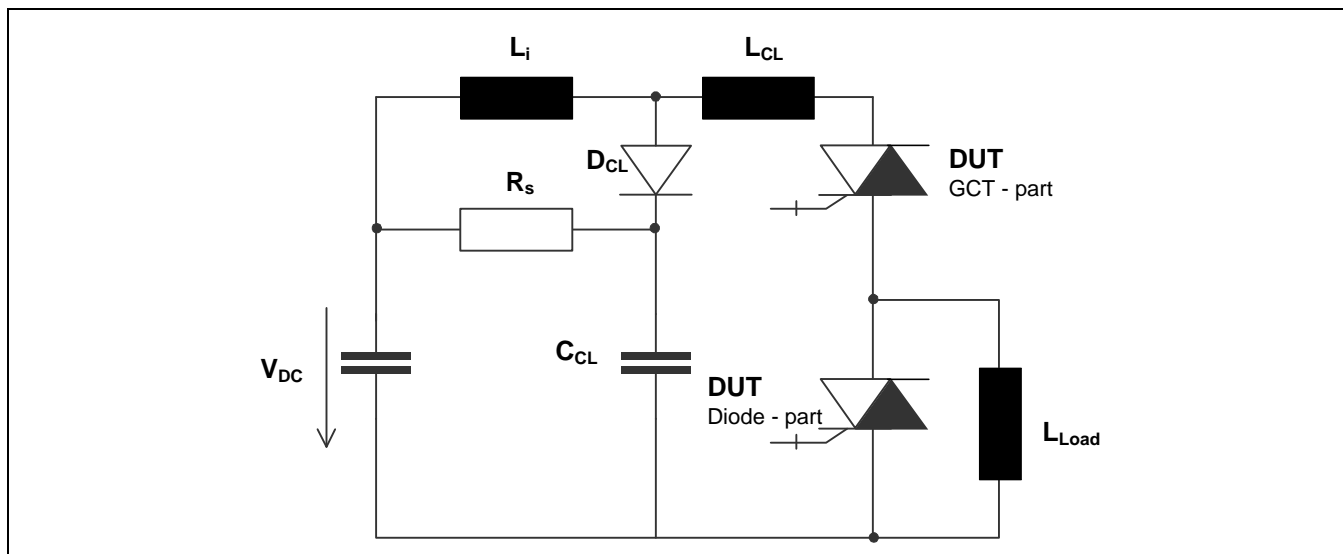 Li
LCL
DCL
DUT
GCT - part
Rs
VDC
CCL
DUT
Diode - part
LLoad